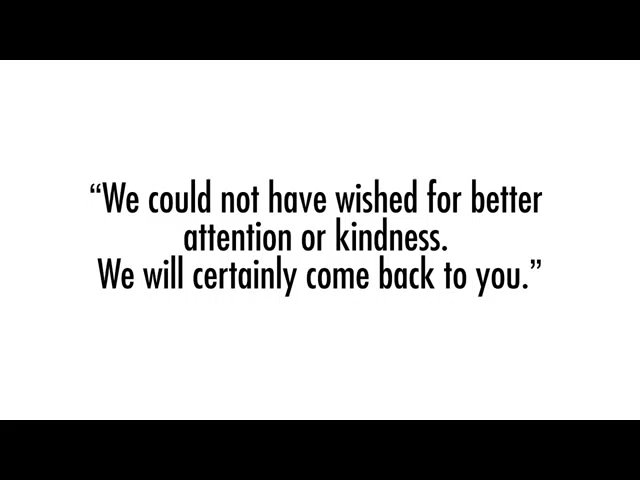 “We could not have wished for better
attention or kindness.
We will certainly come back to you.”